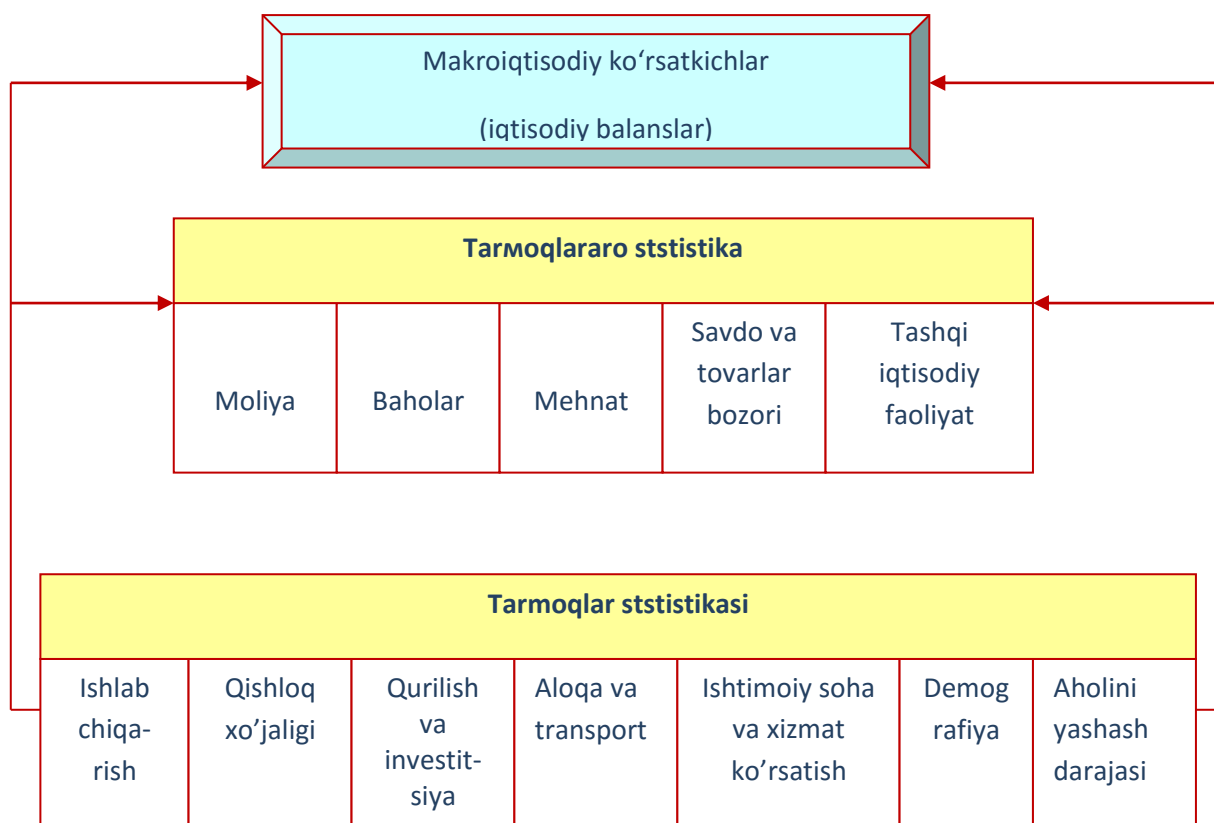 Makroiqtisodiy ko‘rsatkichlar
(iqtisodiy balanslar)
Tarмoqlararo ststistika
Moliya
Baholar
Mehnat
Savdo va
tovarlar
bozori
Tashqi
iqtisodiy
faoliyat
Tarmoqlar ststistikasi
Ishlab
chiqa-
rish
Qishloq
xo’jaligi
Qurilish
va
investit-
siya
Aloqa va
transport
Ishtimoiy soha
va xizmat
ko’rsatish
Demog
rafiya
Aholini
yashash
darajasi